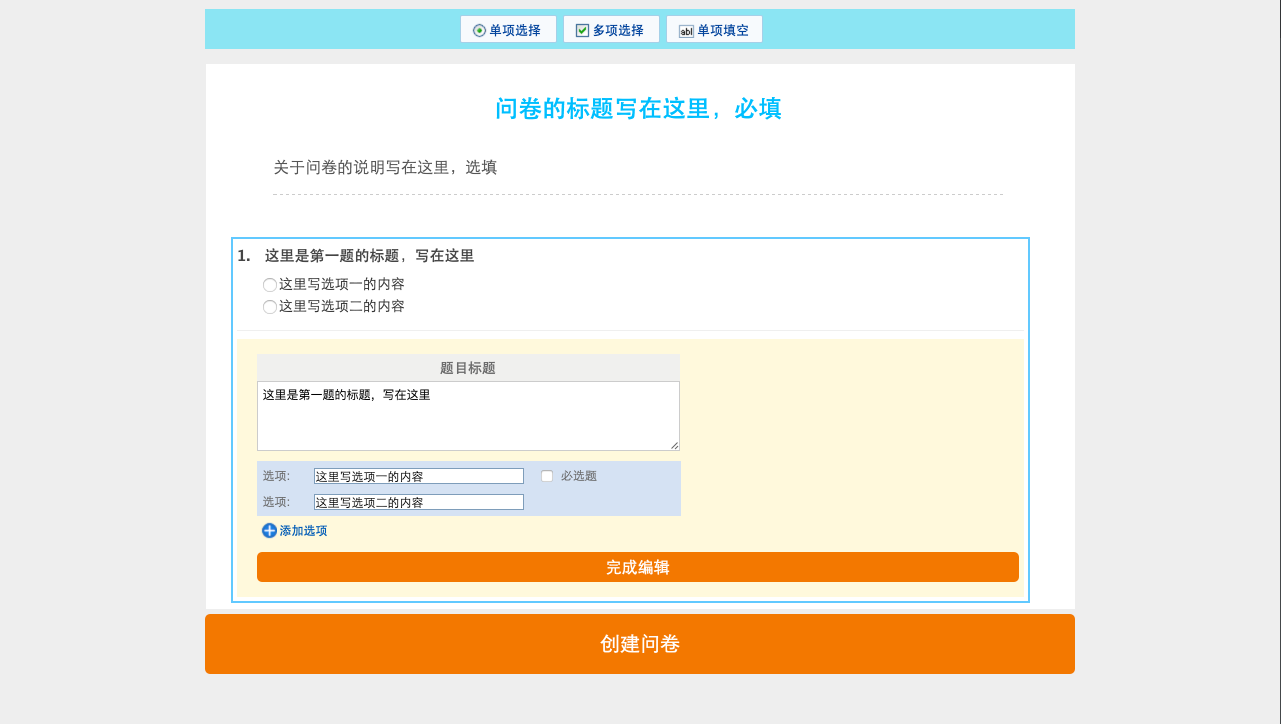 单项选择 多项选择 abl 单项填空
问卷的标题写在这里，必填
关于问卷的说明写在这里，选填
1. 这里是第一题的标题，写在这里
这里写选项一的内容
这里写选项二的内容
题目标题
这里是第一题的标题，写在这里
选项: 这里写选项一的内容 必选题
选项: 这里写选项二的内容
添加选项
完成编辑
创建问卷